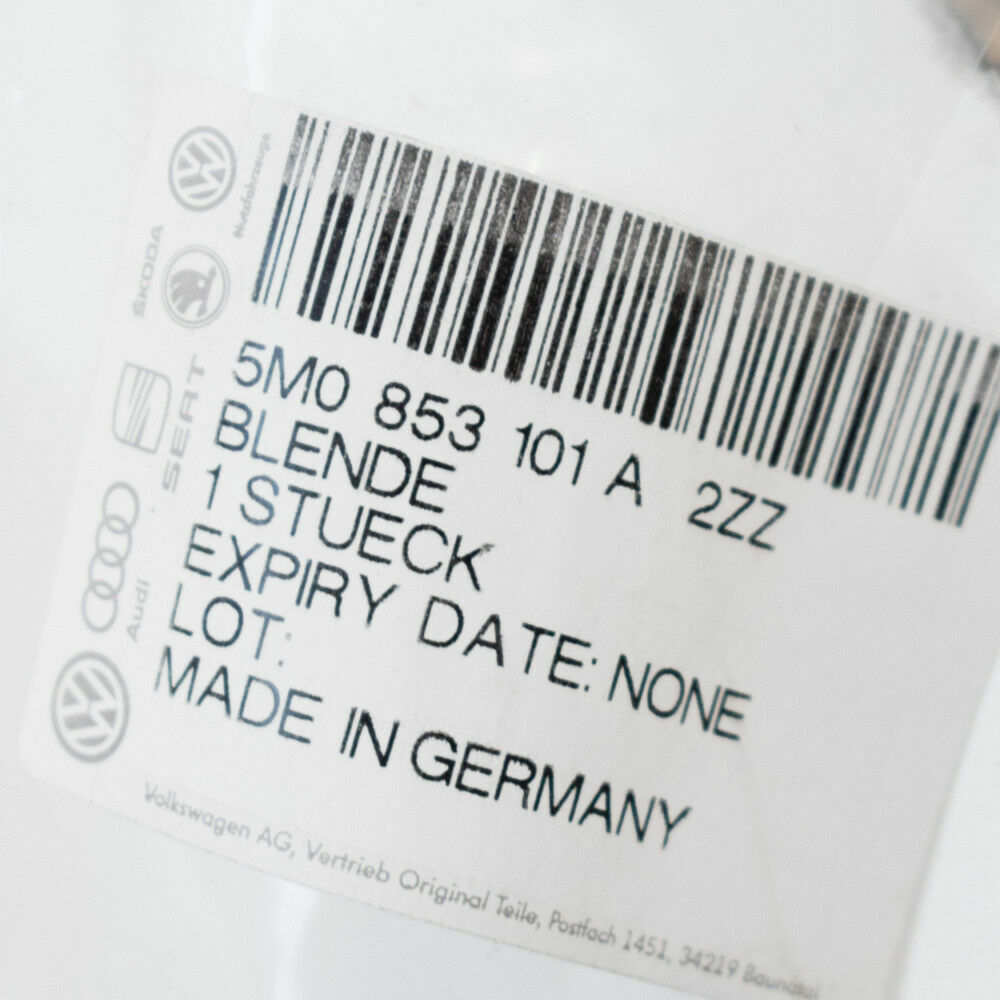 Nutzfahrzeuge
ŠKODA
SEAT
Audi
5M0 853 101 A 2ZZ
BLENDE
1 STUECK
EXPIRY DATE: NONE
LOT:
MADE IN GERMANY
Volkswagen AG, Vertrieb Original Teile, Postfach 1451, 34219 Baunatal